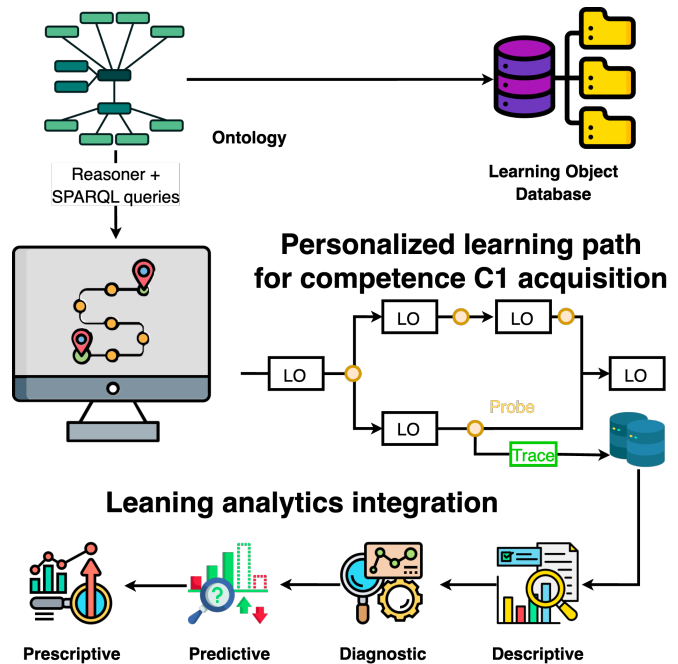 Ontology
Learning Object
Database
Reasoner +
SPARQL queries
Personalized learning path
for competence C1 acquisition
LO
LO
LO
LO
LO
Probe
Trace
Leaning analytics integration
?
Prescriptive
Predictive
Diagnostic
Descriptive